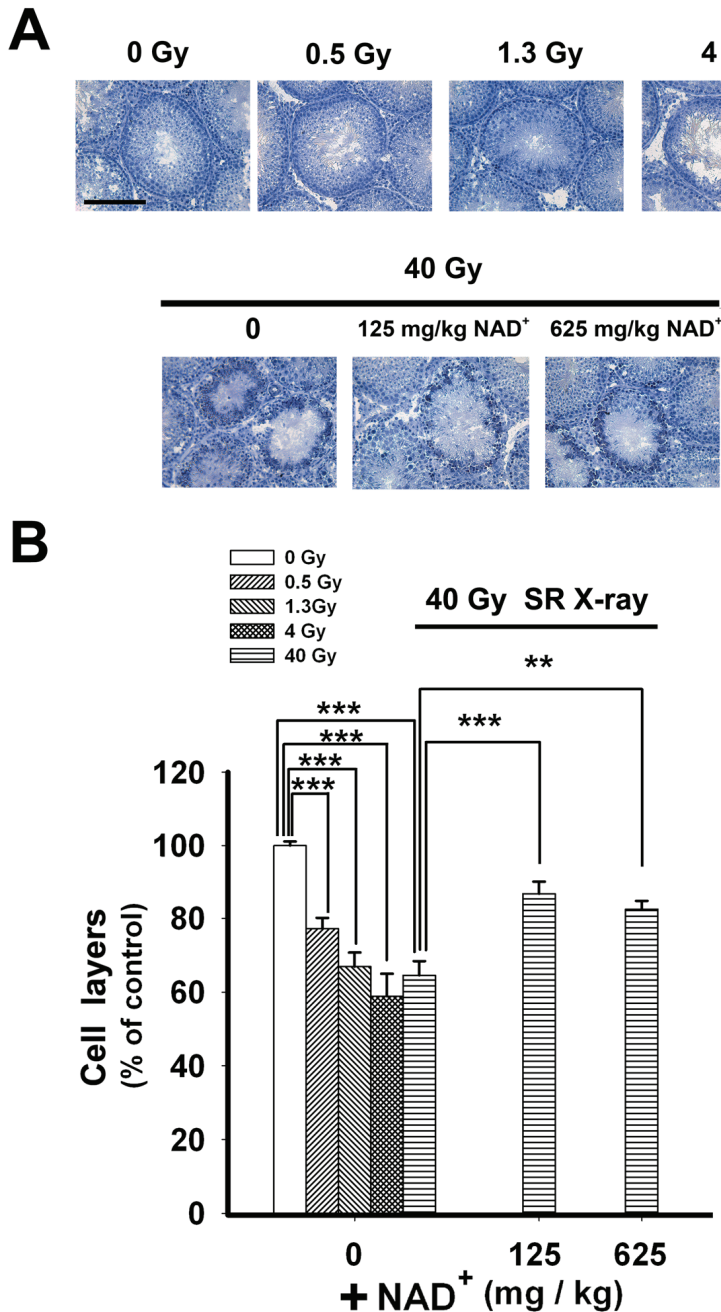 A
0 Gy 0.5 Gy 1.3 Gy 4
40 Gy
0 125 mg/kg NAD+ 625 mg/kg NAD+
B
0 Gy
0.5 Gy
1.3Gy
4 Gy
40 Gy
40 Gy SR X-ray
**
*** ***
***
***
***
120
100
80
60
40
20
0
Cell layers
(% of control)
0 125 625
+ NAD+ (mg / kg)